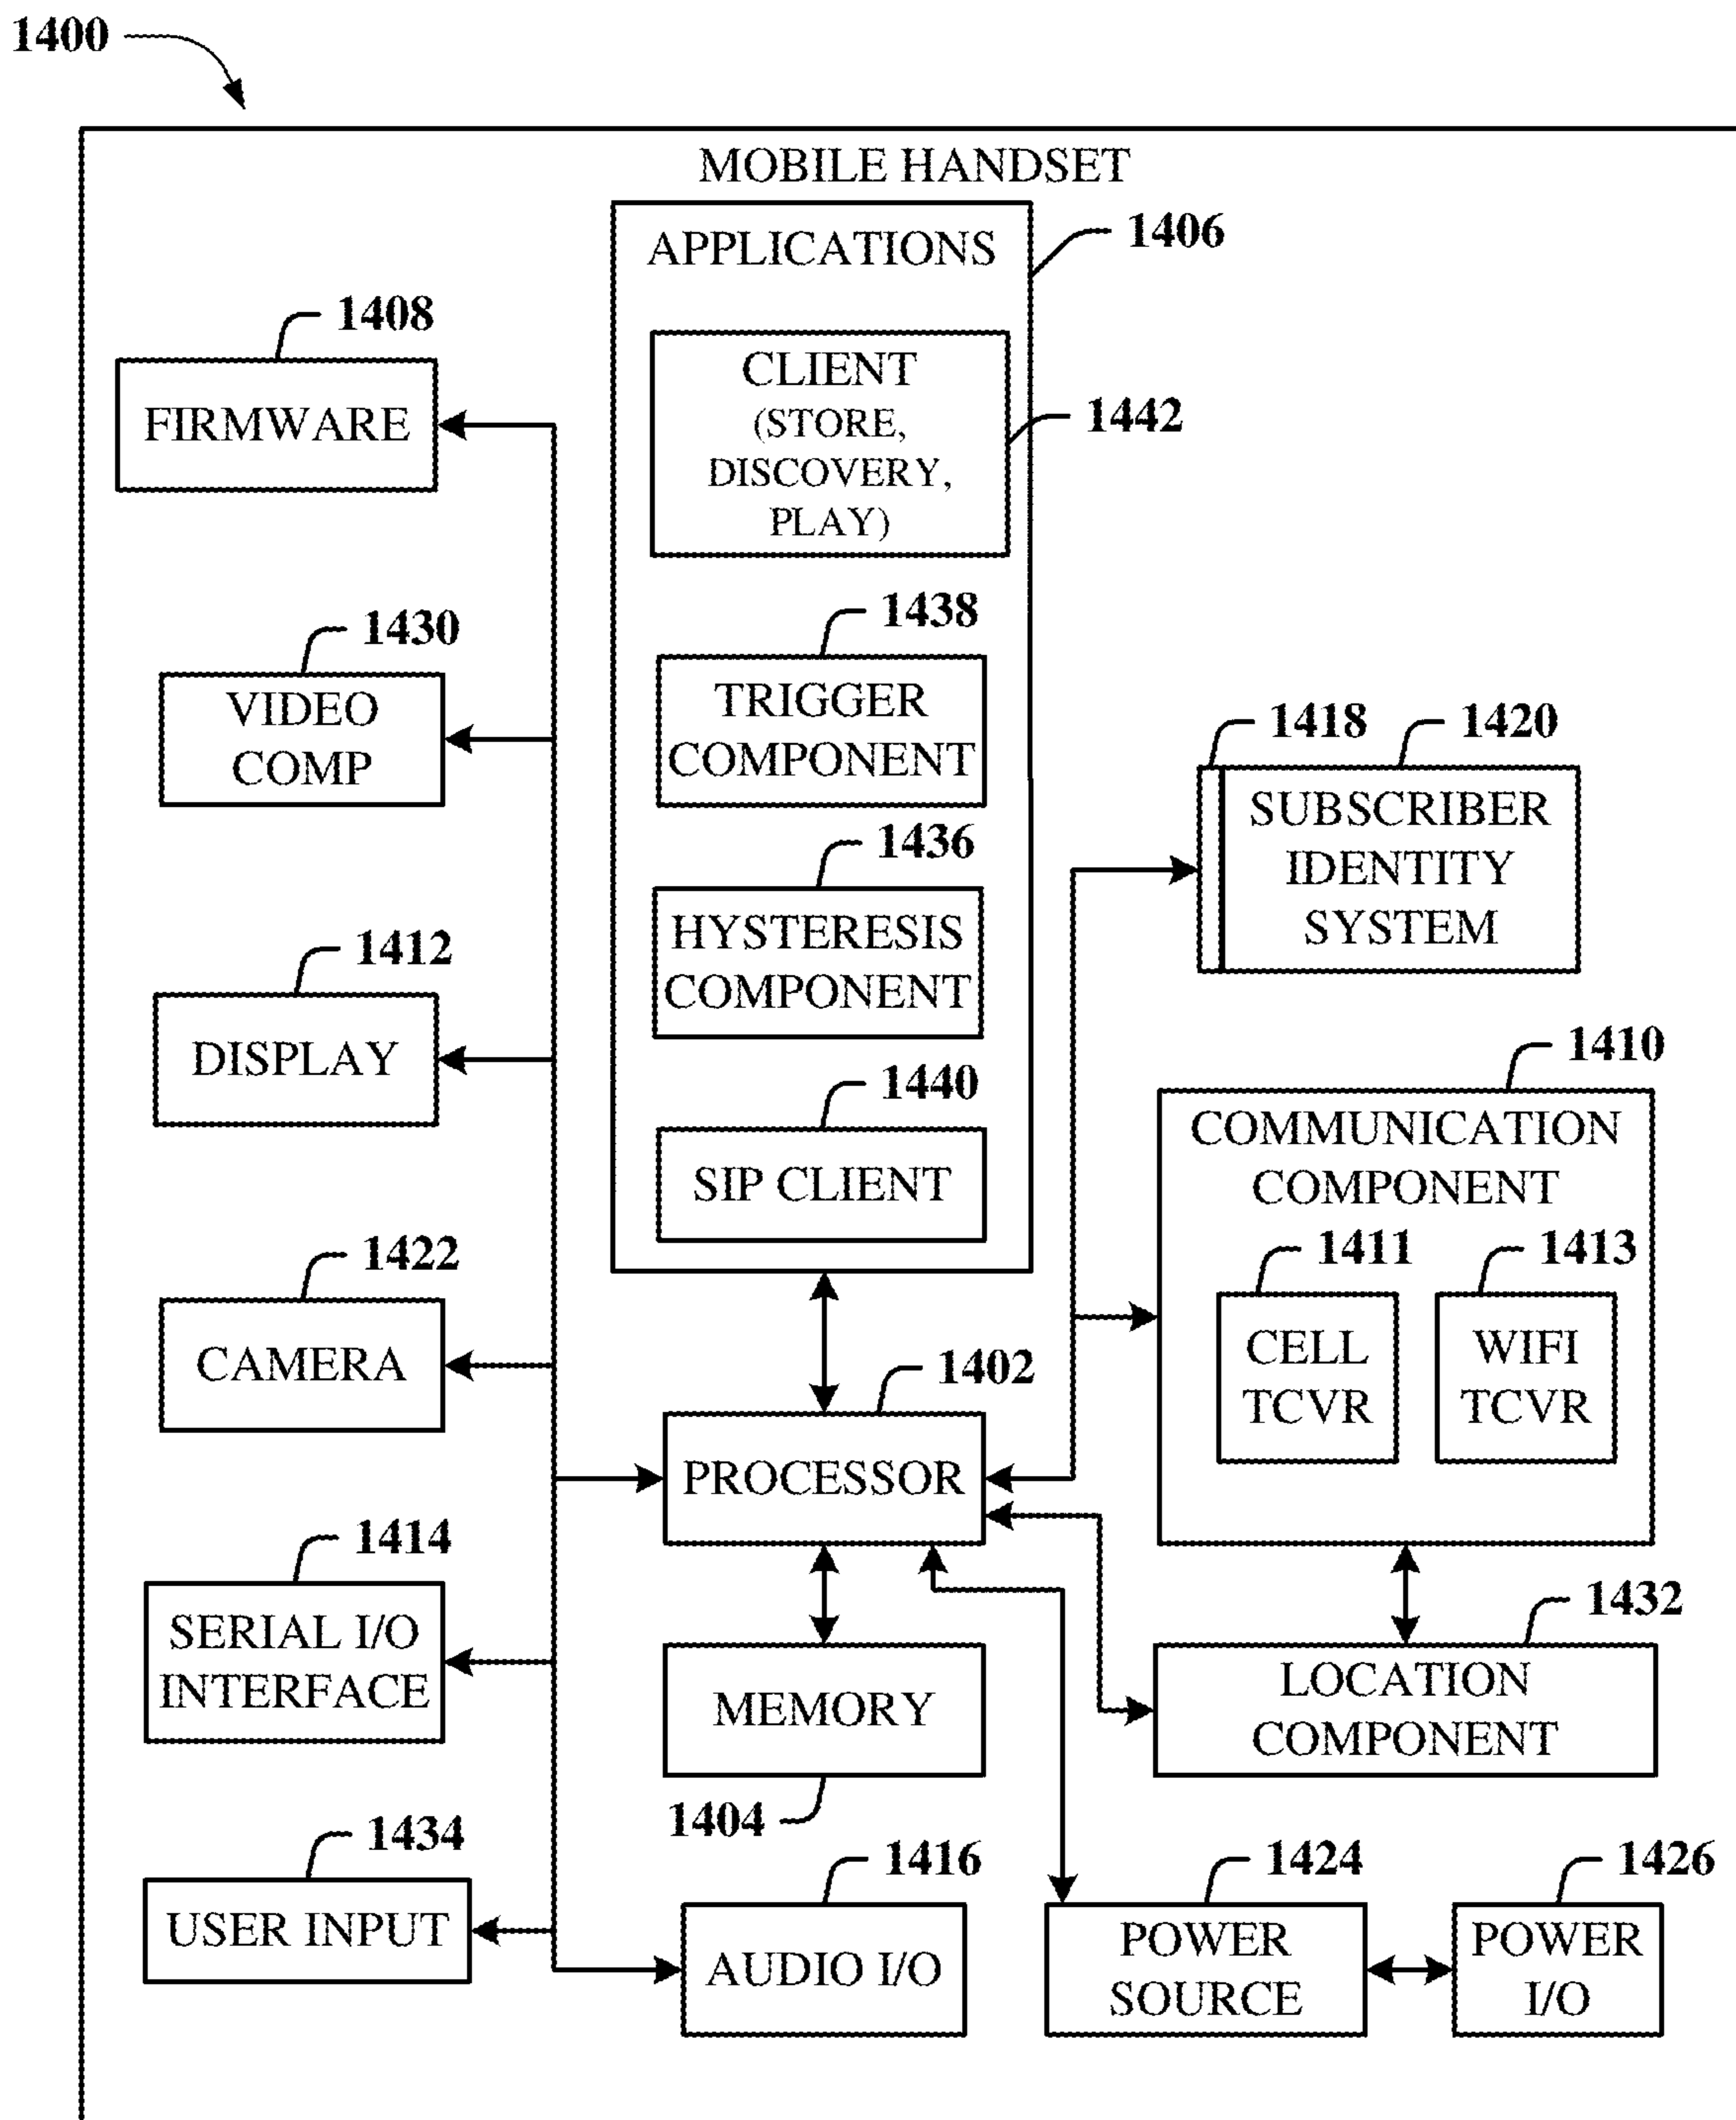 1400
MOBILE HANDSET
APPLICATIONS
1406
1408
FIRMWARE
CLIENT
(STORE,
DISCOVERY,
PLAY)
1442
1430
VIDEO
COMP
1438
TRIGGER
COMPONENT
1418
1420
SUBSCRIBER
IDENTITY
SYSTEM
1436
HYSTERESIS
COMPONENT
1412
DISPLAY
1440
SIP CLIENT
1410
COMMUNICATION
COMPONENT
1411
CELL
TCVR
1413
WIFI
TCVR
1422
CAMERA
1402
PROCESSOR
1414
SERIAL I/O
INTERFACE
MEMORY
1404
1432
LOCATION
COMPONENT
1434
USER INPUT
1416
AUDIO I/O
1424
POWER
SOURCE
1426
POWER
I/O